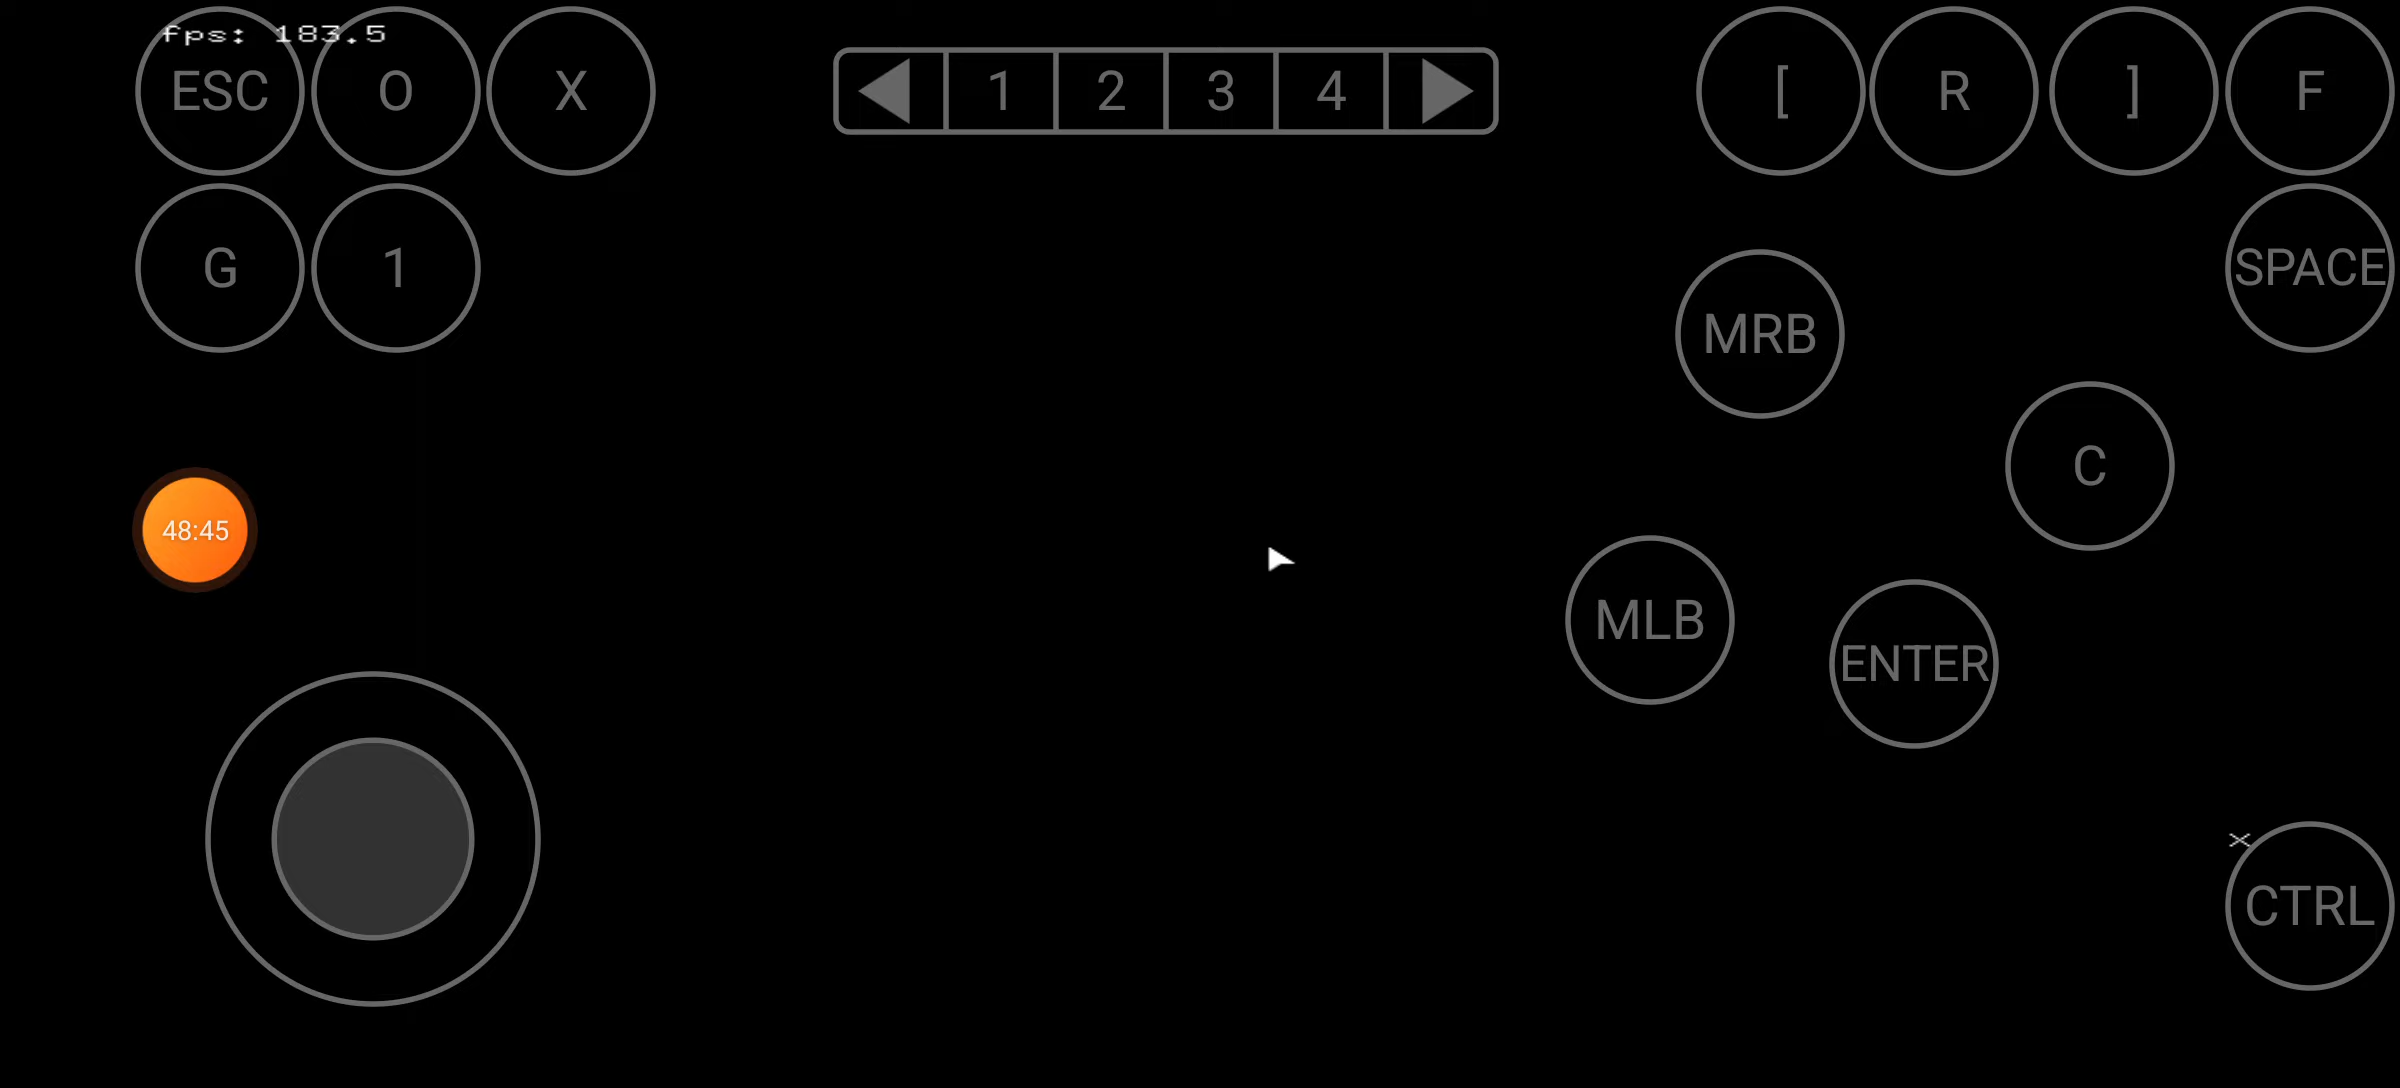 fps: 183.5
ESC O X
1 2 3 4
[ R ] F
G 1
SPACE
MRB
C
48:45
MLB
ENTER
×
CTRL